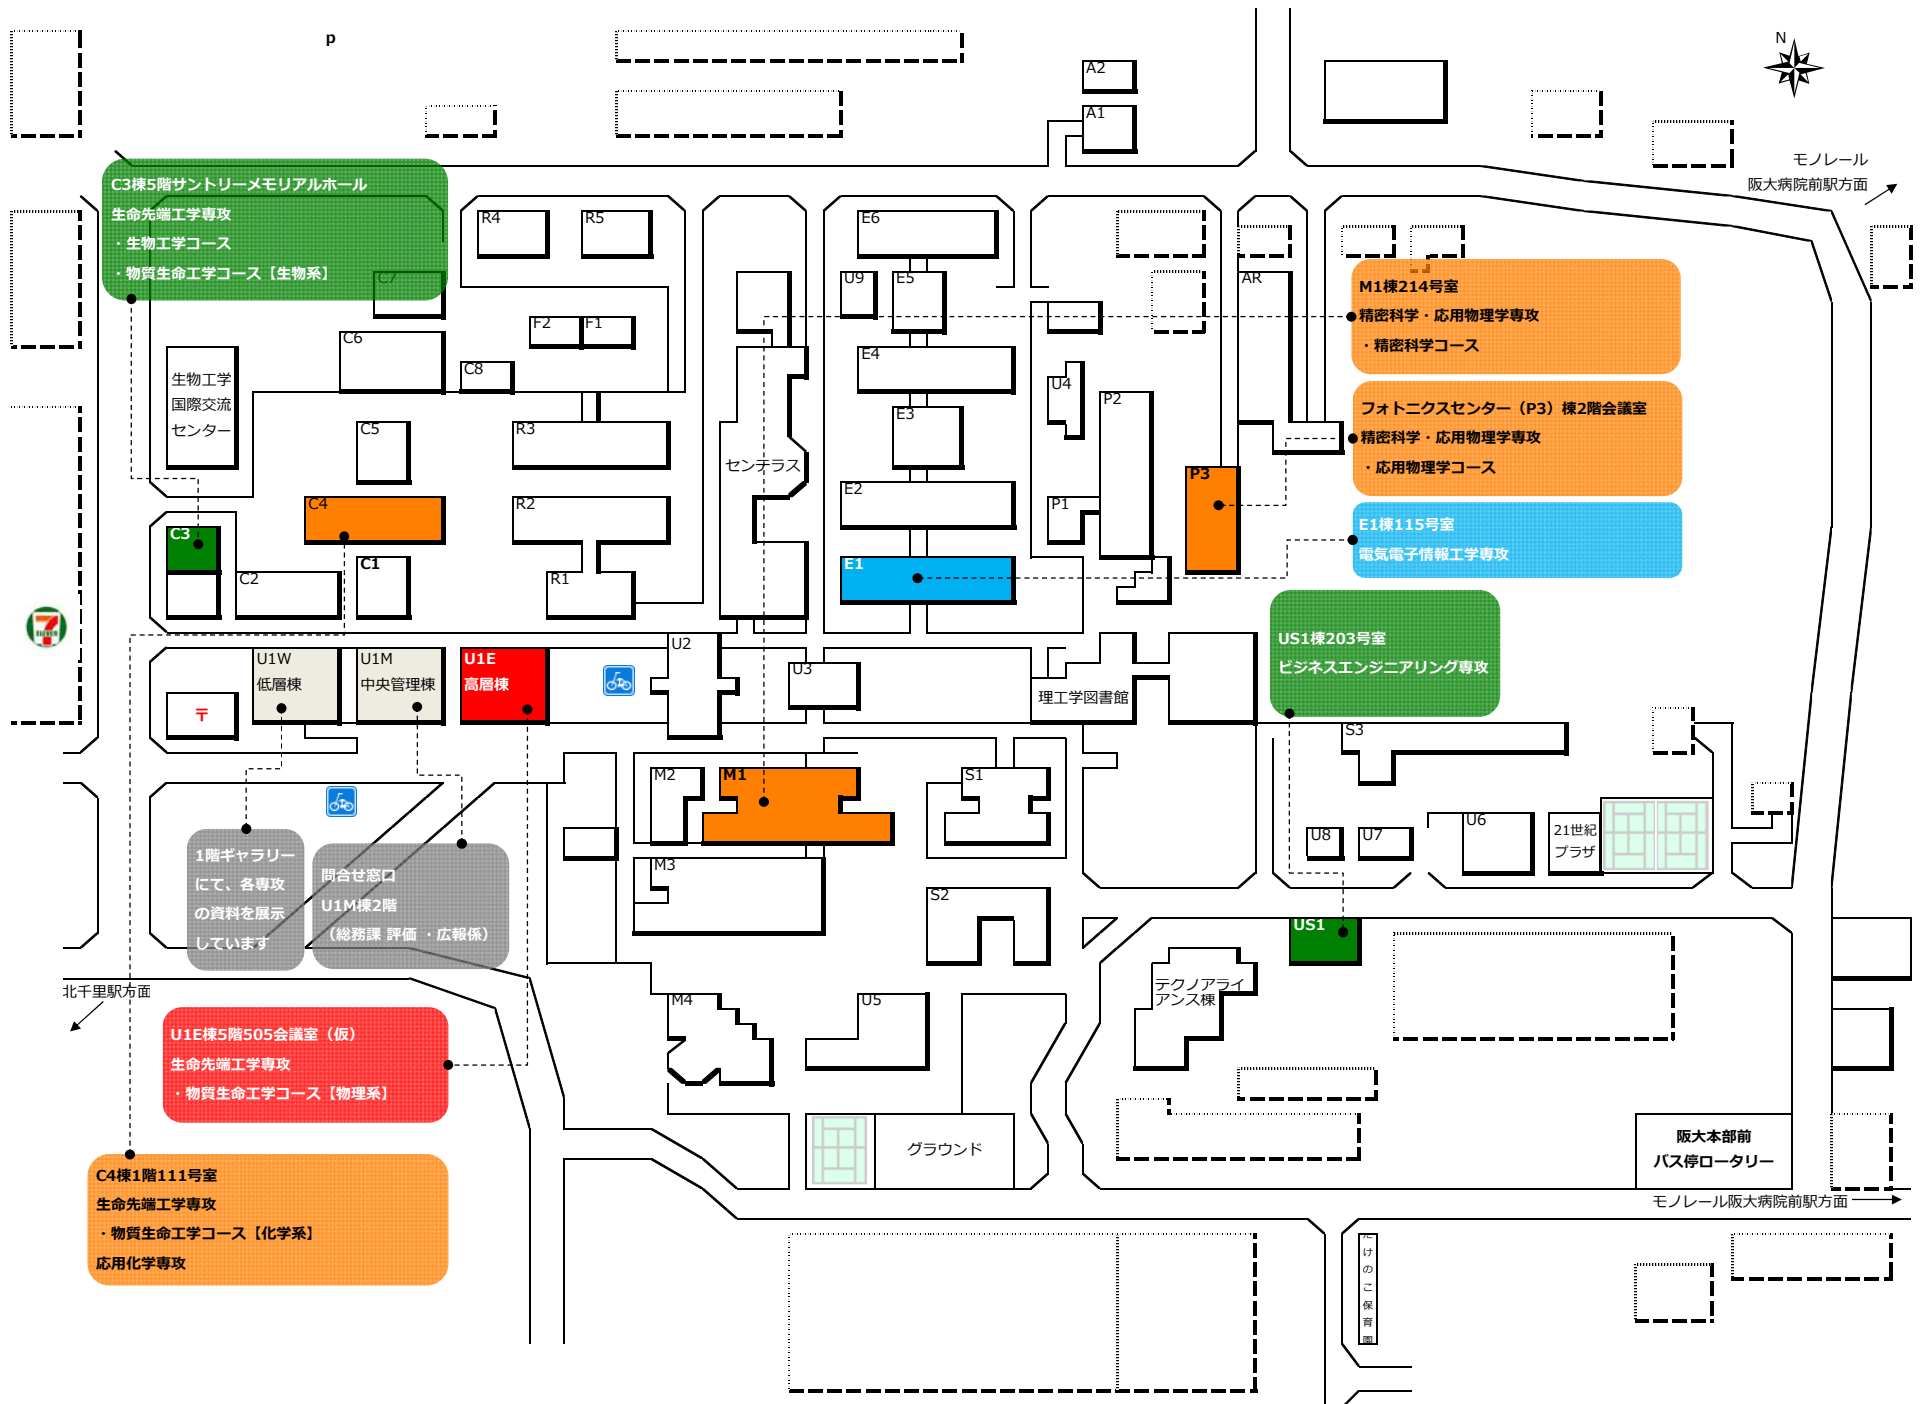 p
N
A2
A1
モノレール
阪大病院前駅方面
C3棟5階サントリーメモリアルホール
生命先端工学専攻
・生物工学コース
・物質生命工学コース【生物系】
R4
R5
E6
C7
U9
E5
AR
M1棟214号室
精密科学・応用物理学専攻
・精密科学コース
F2
F1
C6
C8
E4
U4
P2
生物工学
国際交流
センター
C5
R3
E3
センテラス
フォトニクスセンター（P3）棟2階会議室
精密科学・応用物理学専攻
・応用物理学コース
P3
C4
R2
E2
P1
C3
C1
C2
R1
E1
E1棟115号室
電気電子情報工学専攻
7
ELEVEN
US1棟203号室
ビジネスエンジニアリング専攻
U1W
低層棟
U1M
中央管理棟
U1E
高層棟
U2
U3
理工学図書館
〒
S3
M2
M1
S1
U8
U7
U6
21世紀
プラザ
1階ギャラリー
にて、各専攻
の資料を展示
しています
問合せ窓口
U1M棟2階
（総務課 評価 ・広報係）
M3
S2
US1
テクノアライ
アンス棟
北千里駅方面
M4
U5
U1E棟5階505会議室（仮）
生命先端工学専攻
・物質生命工学コース【物理系】
グラウンド
阪大本部前
バス停ロータリー
モノレール阪大病院前駅方面
C4棟1階111号室
生命先端工学専攻
・物質生命工学コース【化学系】
応用化学専攻
たけのこ保育園